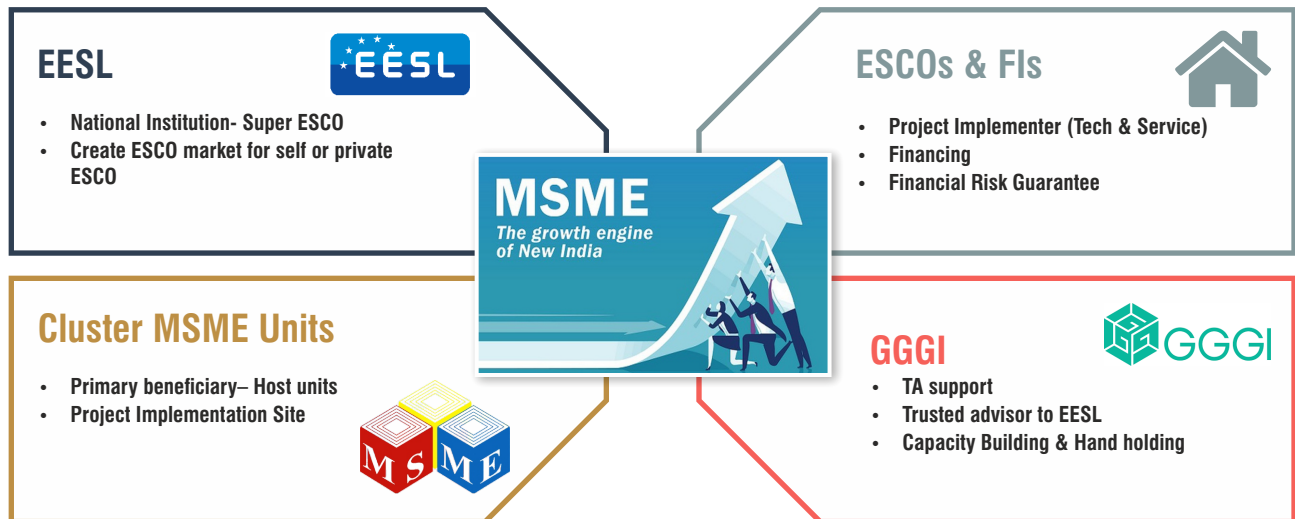 EESL
EESL
• National Institution- Super ESCO
• Create ESCO market for self or private
ESCO
ESCOs & FIs
• Project Implementer (Tech & Service)
• Financing
• Financial Risk Guarantee
MSME
The growth engine
of New India
Cluster MSME Units
• Primary beneficiary– Host units
• Project Implementation Site
M S M E
GGGI
GGGI
• TA support
• Trusted advisor to EESL
• Capacity Building & Hand holding